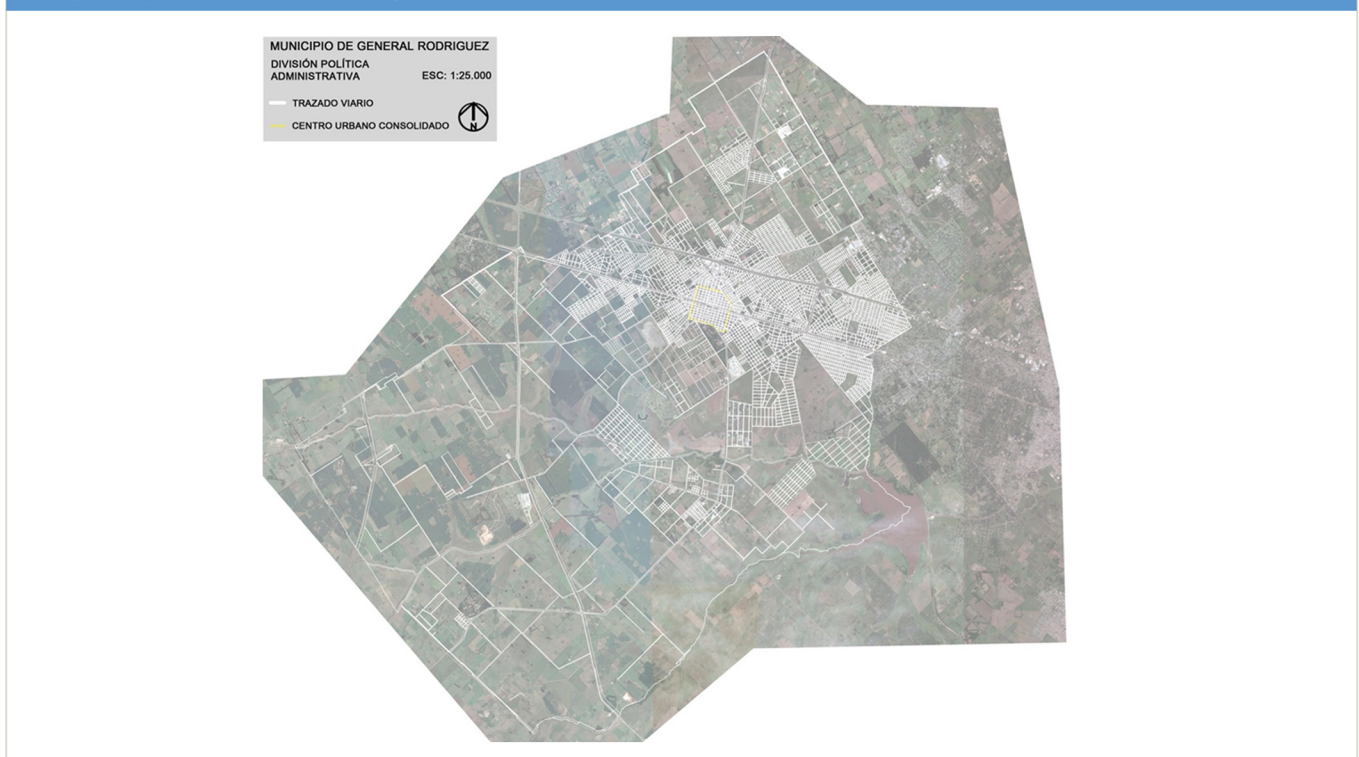 MUNICIPIO DE GENERAL RODRIGUEZ
DIVISIÓN POLÍTICA
ADMINISTRATIVA ESC: 1:25.000
TRAZADO VIARIO
CENTRO URBANO CONSOLIDADO
N